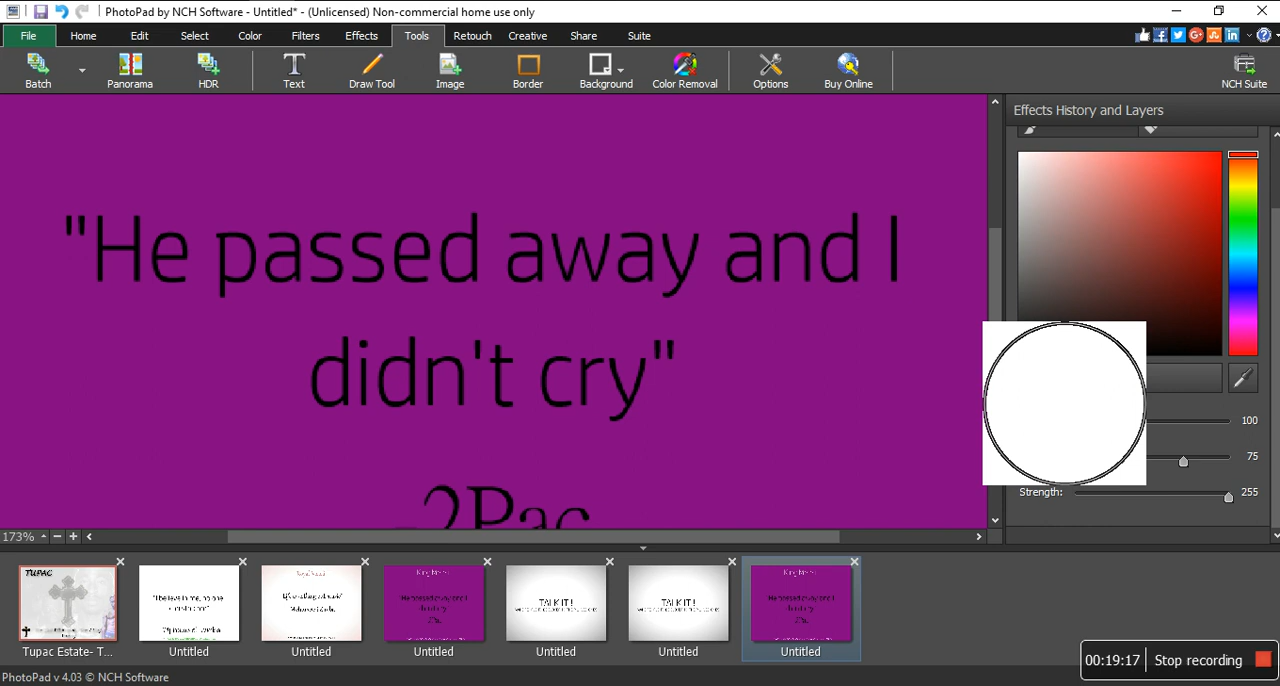 PhotoPad by NCH Software - Untitled* - (Unlicensed) Non-commercial home use only
File Home Edit Select Color Filters Effects Tools Retouch Creative Share Suite
Batch Panorama HDR Text Draw Tool Image Border Background Color Removal Options Buy Online NCH Suite
Effects History and Layers
"He passed away and I
didn't cry"
2Pac
100
75
Strength: 255
173%
TUPAC
TALK IT!
TALK IT!
Tupac Estate- T... Untitled Untitled Untitled Untitled Untitled Untitled
00:19:17 Stop recording
PhotoPad v 4.03 © NCH Software